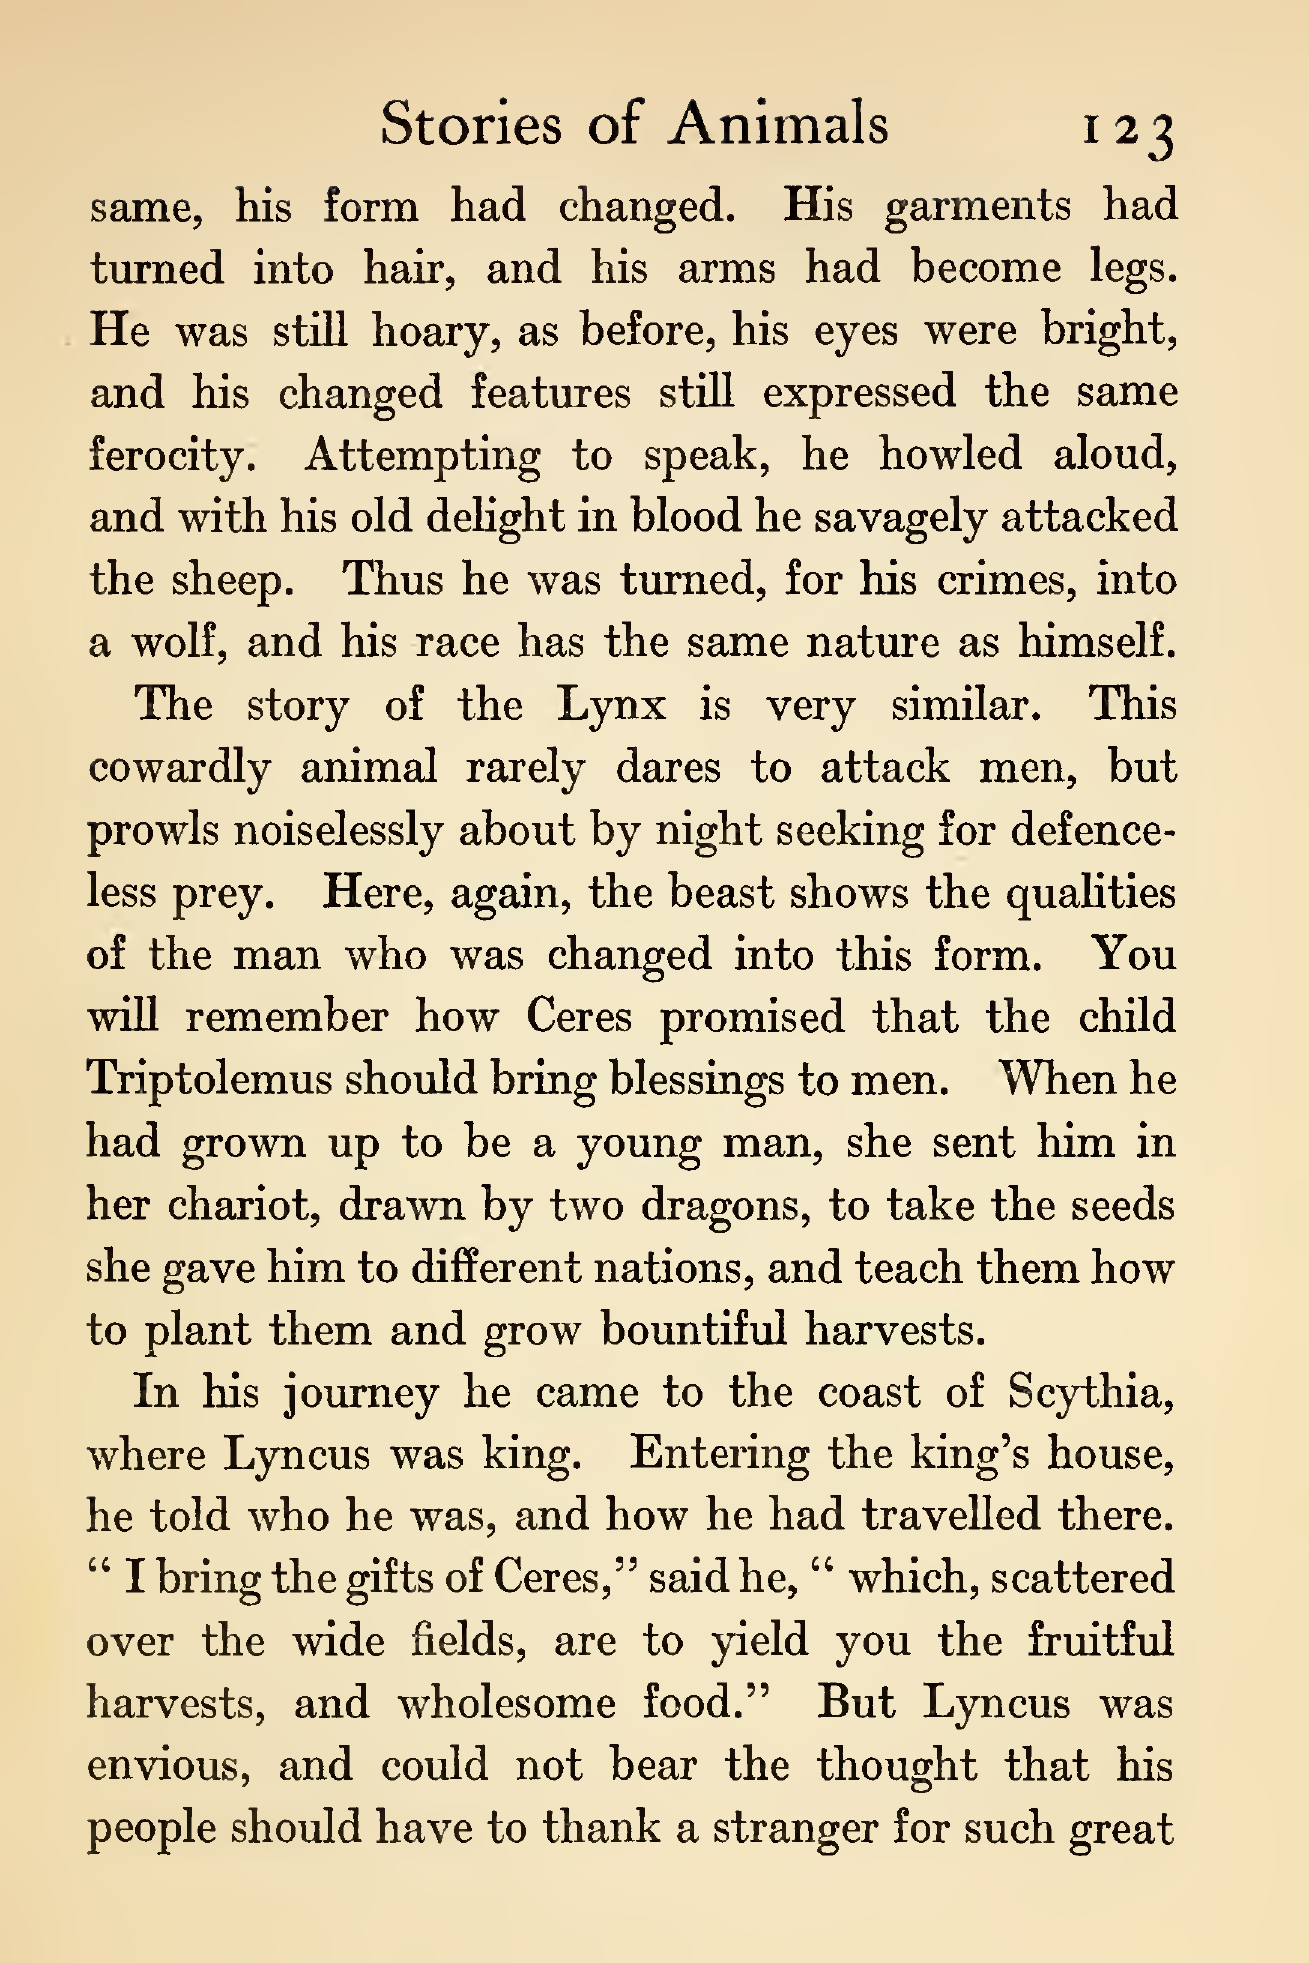 Stories of Animals 123
same, his form had changed. His garments had
turned into hair, and his arms had become legs.
He was still hoary, as before, his eyes were bright,
and his changed features still expressed the same
ferocity. Attempting to speak, he howled aloud,
and with his old delight in blood he savagely attacked
the sheep. Thus he was turned, for his crimes, into
a wolf, and his race has the same nature as himself.
The story of the Lynx is very similar. This
cowardly animal rarely dares to attack men, but
prowls noiselessly about by night seeking for defence-
less prey. Here, again, the beast shows the qualities
of the man who was changed into this form. You
will remember how Ceres promised that the child
Triptolemus should bring blessings to men. When he
had grown up to be a young man, she sent him in
her chariot, drawn by two dragons, to take the seeds
she gave him to different nations, and teach them how
to plant them and grow bountiful harvests.
In his journey he came to the coast of Scythia,
where Lyncus was king. Entering the king's house,
he told who he was, and how he had travelled there.
“ I bring the gifts of Ceres,” said he, “ which, scattered
over the wide fields, are to yield you the fruitful
harvests, and wholesome food.” But Lyncus was
envious, and could not bear the thought that his
people should have to thank a stranger for such great